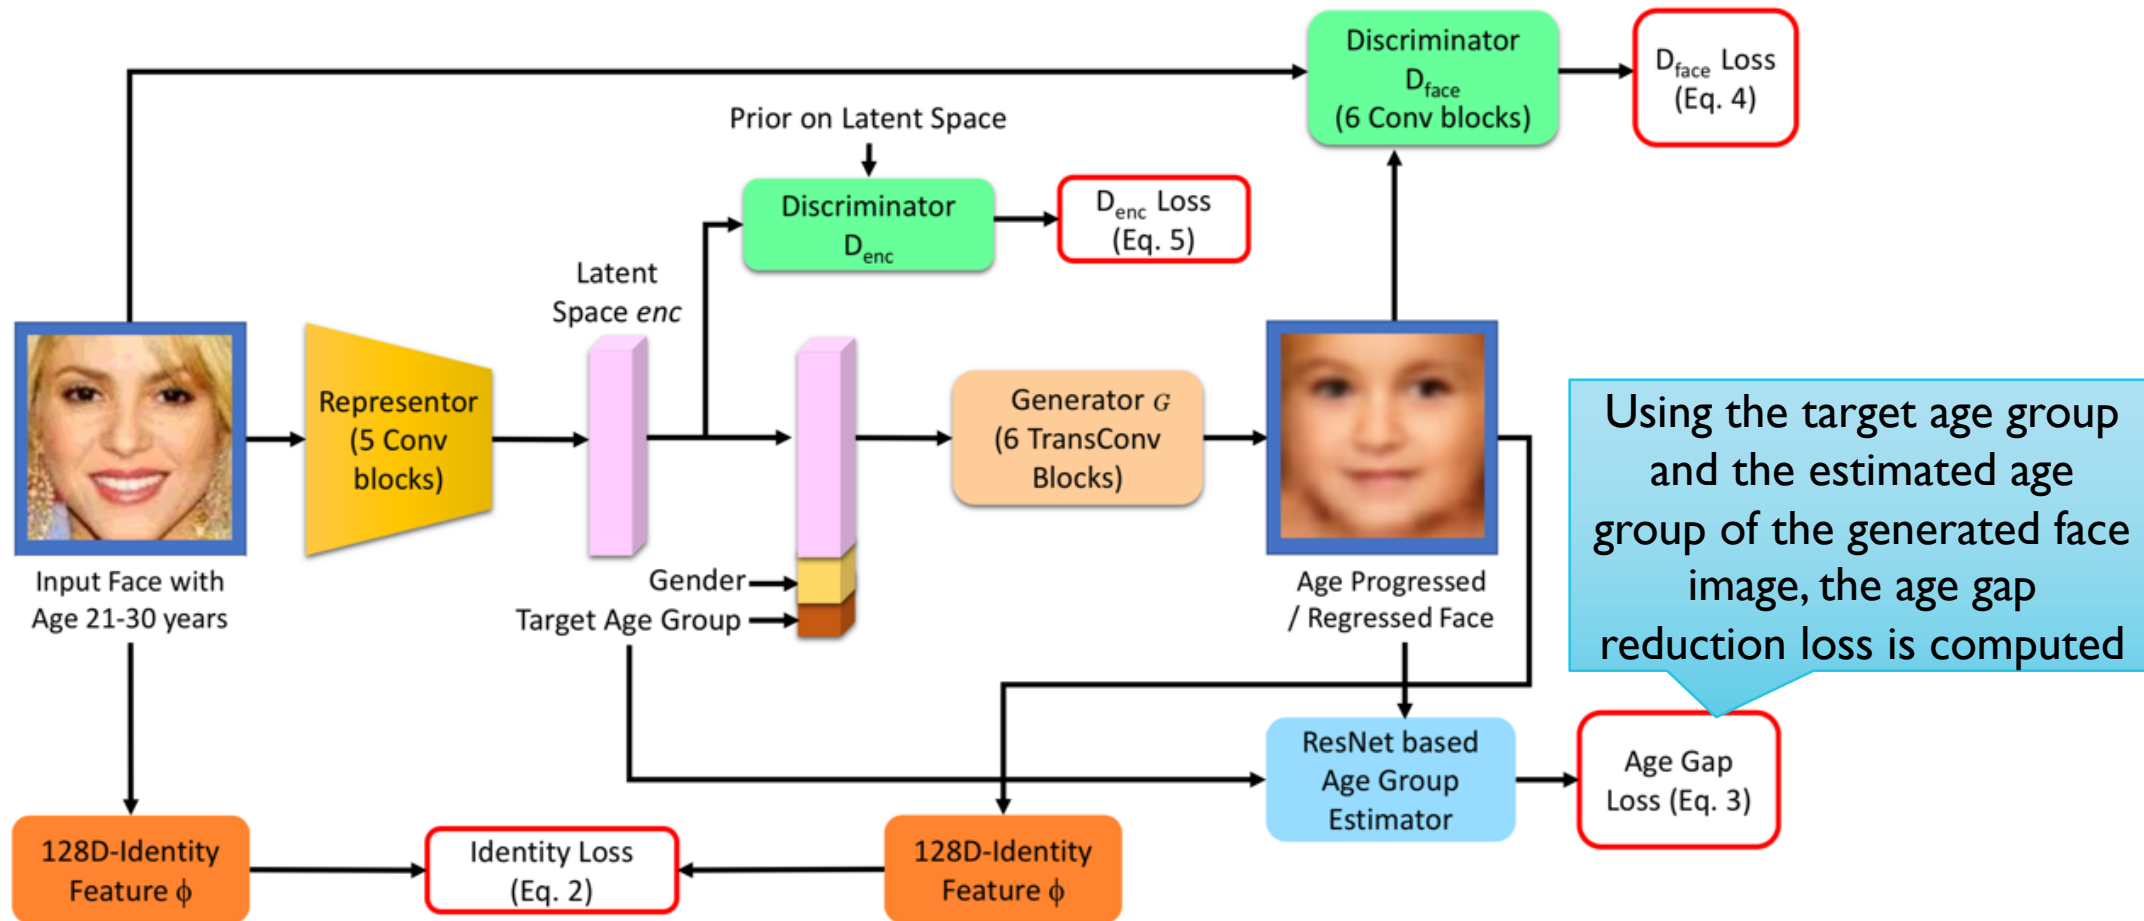 Discriminator
D_face
(6 Conv blocks)
D_face Loss
(Eq. 4)
Prior on Latent Space
Discriminator
D_enc
D_enc Loss
(Eq. 5)
Latent
Space enc
Representor
(5 Conv
blocks)
Generator G
(6 TransConv
Blocks)
Using the target age group
and the estimated age
group of the generated face
image, the age gap
reduction loss is computed
Input Face with
Age 21-30 years
Gender
Target Age Group
Age Progressed
/ Regressed Face
ResNet based
Age Group
Estimator
Age Gap
Loss (Eq. 3)
128D-Identity
Feature ϕ
Identity Loss
(Eq. 2)
128D-Identity
Feature ϕ